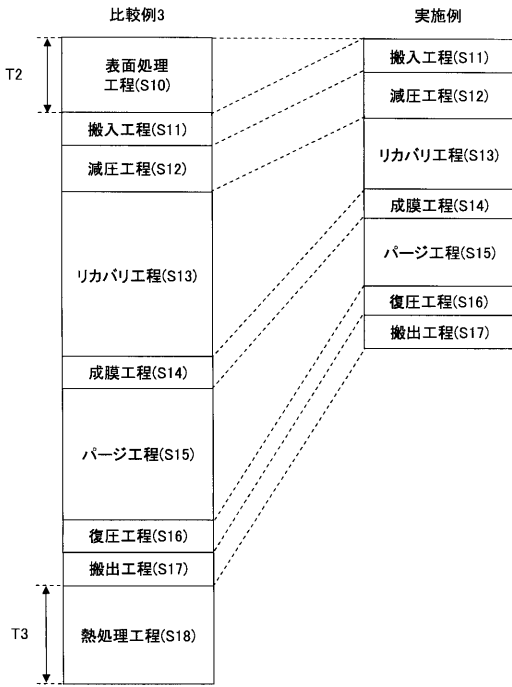 比較例3
実施例
T2
表面処理
工程(S10)
搬入工程(S11)
減圧工程(S12)
リカバリ工程(S13)
成膜工程(S14)
パージ工程(S15)
復圧工程(S16)
搬出工程(S17)
T3
熱処理工程(S18)
搬入工程(S11)
減圧工程(S12)
リカバリ工程(S13)
成膜工程(S14)
パージ工程(S15)
復圧工程(S16)
搬出工程(S17)